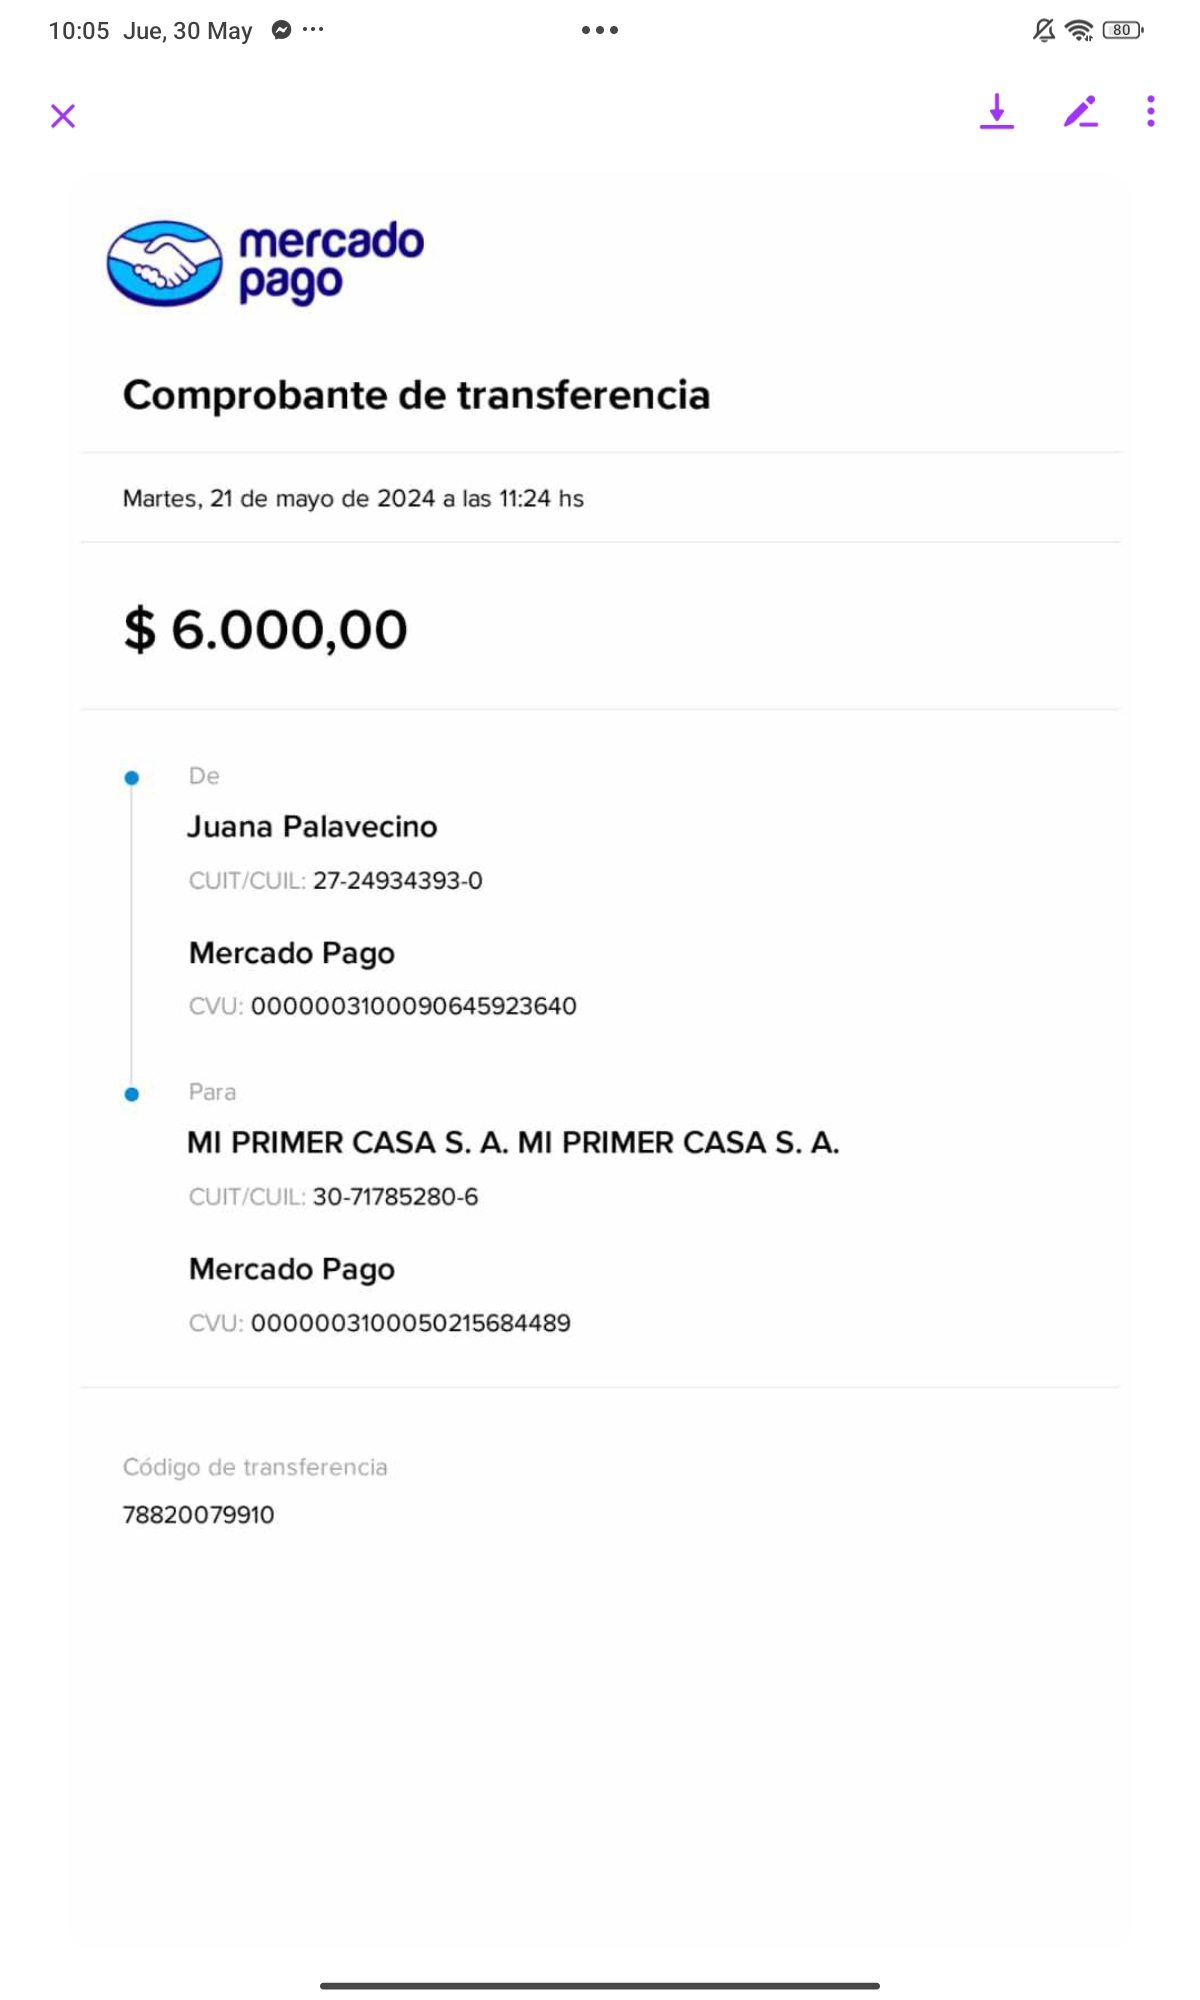 10:05 Jue, 30 May
80
mercado
pago
Comprobante de transferencia
Martes, 21 de mayo de 2024 a las 11:24 hs
$ 6.000,00
De
Juana Palavecino
CUIT/CUIL: 27-24934393-0
Mercado Pago
CVU: 0000003100090645923640
Para
MI PRIMER CASA S. A. MI PRIMER CASA S. A.
CUIT/CUIL: 30-71785280-6
Mercado Pago
CVU: 0000003100050215684489
Código de transferencia
78820079910